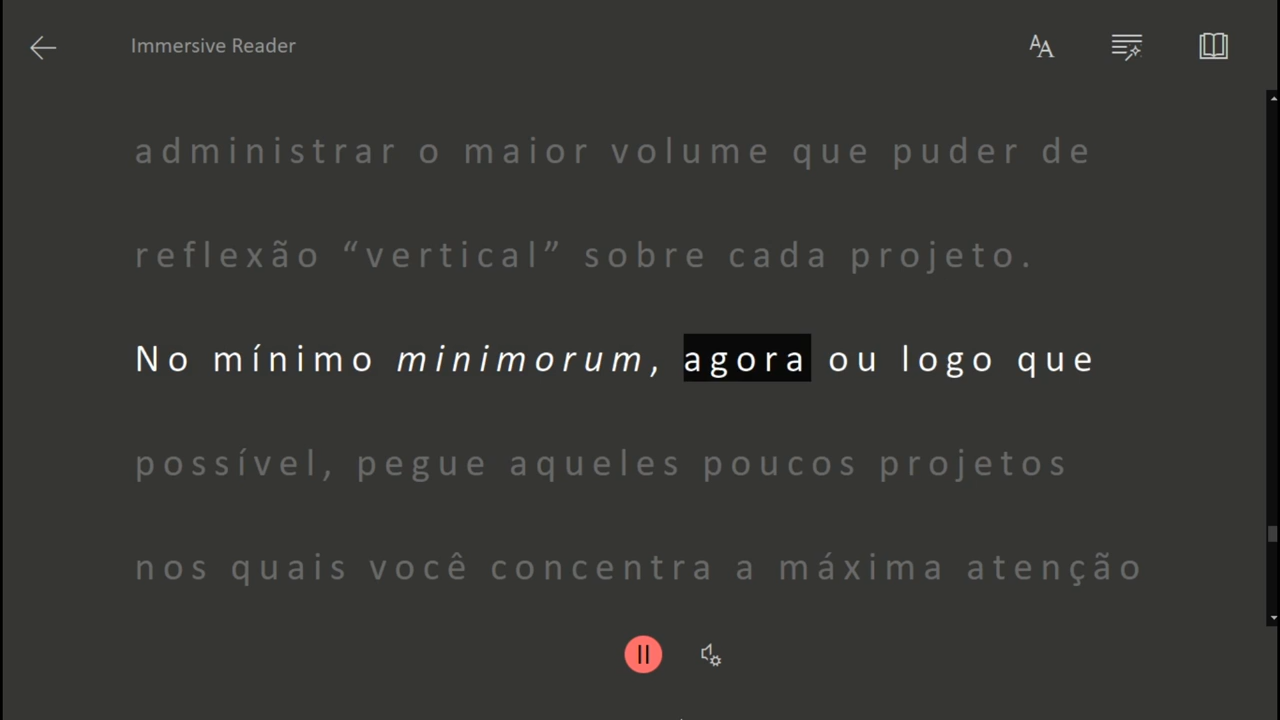 Immersive Reader
administrar o maior volume que puder de
reflexão “vertical” sobre cada projeto.
No mínimo minimorum, agora ou logo que
possível, pegue aqueles poucos projetos
nos quais você concentra a máxima atenção